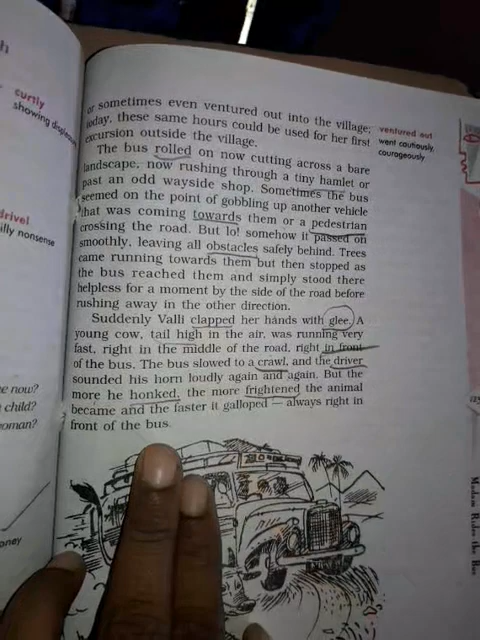 curtly
showing displeasure
drivel
silly nonsense
e now?
child?
woman?
oney
or sometimes even ventured out into the village;
today, these same hours could be used for her first
excursion outside the village.
The bus rolled on now cutting across a bare
landscape, now rushing through a tiny hamlet or
past an odd wayside shop. Sometimes the bus
seemed on the point of gobbling up another vehicle
that was coming towards them or a pedestrian
crossing the road. But lo! somehow it passed on
smoothly, leaving all obstacles safely behind. Trees
came running towards them but then stopped as
the bus reached them and simply stood there
helpless for a moment by the side of the road before
rushing away in the other direction.
Suddenly Valli clapped her hands with glee. A
young cow, tail high in the air, was running very
fast, right in the middle of the road, right in front
of the bus. The bus slowed to a crawl, and the driver
sounded his horn loudly again and again. But the
more he honked, the more frightened the animal
became and the faster it galloped — always right in
front of the bus.
ventured out
went cautiously,
courageously
Madam Rides the Bus